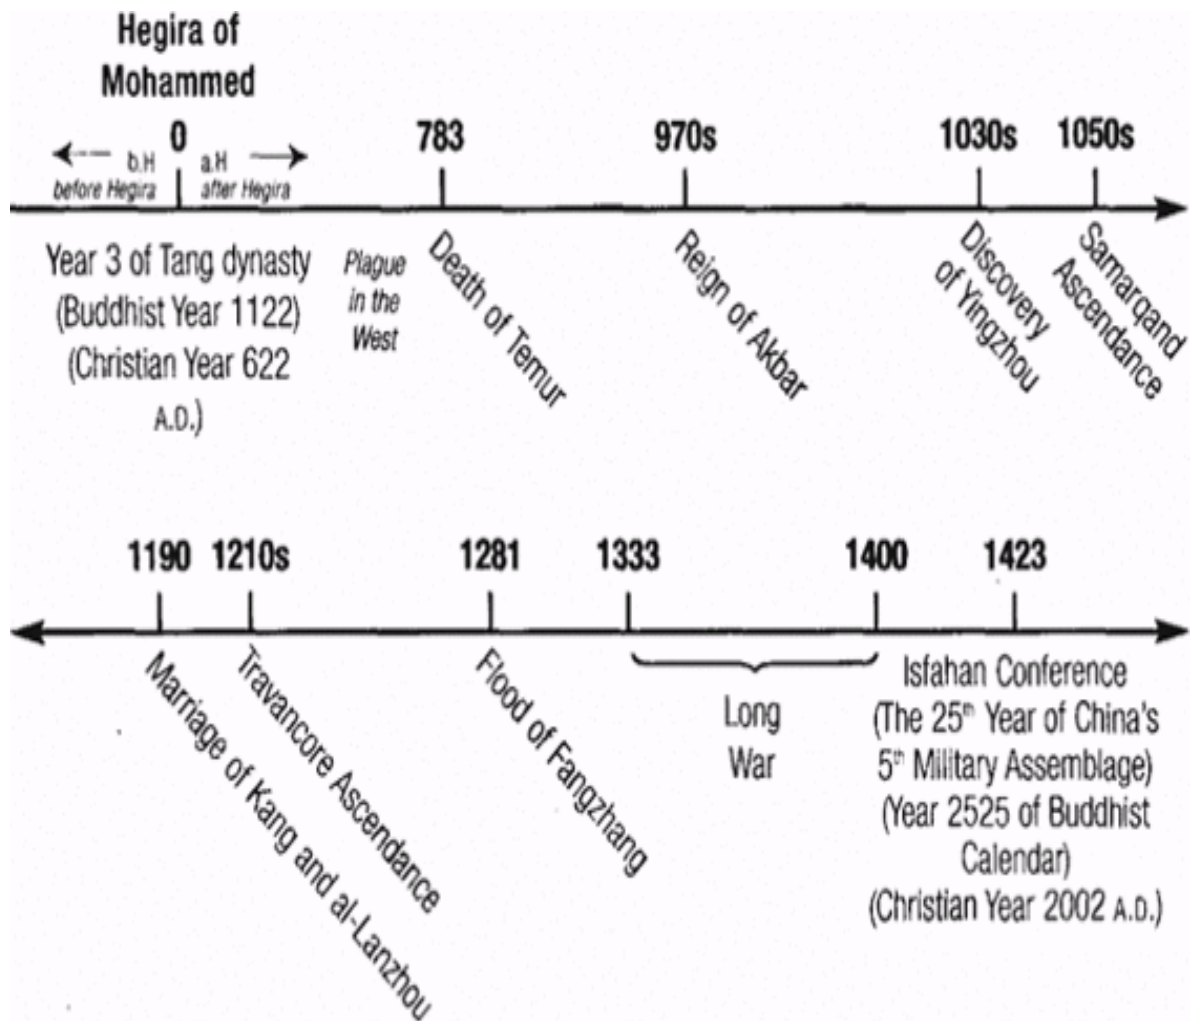 Hegira of
Mohammed
0
783
970s
1030s
1050s
b.H
a.H
before Hegira
after Hegira
Year 3 of Tang dynasty
(Buddhist Year 1122)
(Christian Year 622
A.D.)
Plague
in the
West
Death of Temur
Reign of Akbar
Discovery
of Yingzhou
Samarqand
Ascendance
1190
1210s
1281
1333
1400
1423
Marriage of Kang and al-Lanzhou
Travancore Ascendance
Flood of Fangzhang
Long
War
Isfahan Conference
(The 25th Year of China's
5th Military Assemblage)
(Year 2525 of Buddhist
Calendar)
(Christian Year 2002 A.D.)